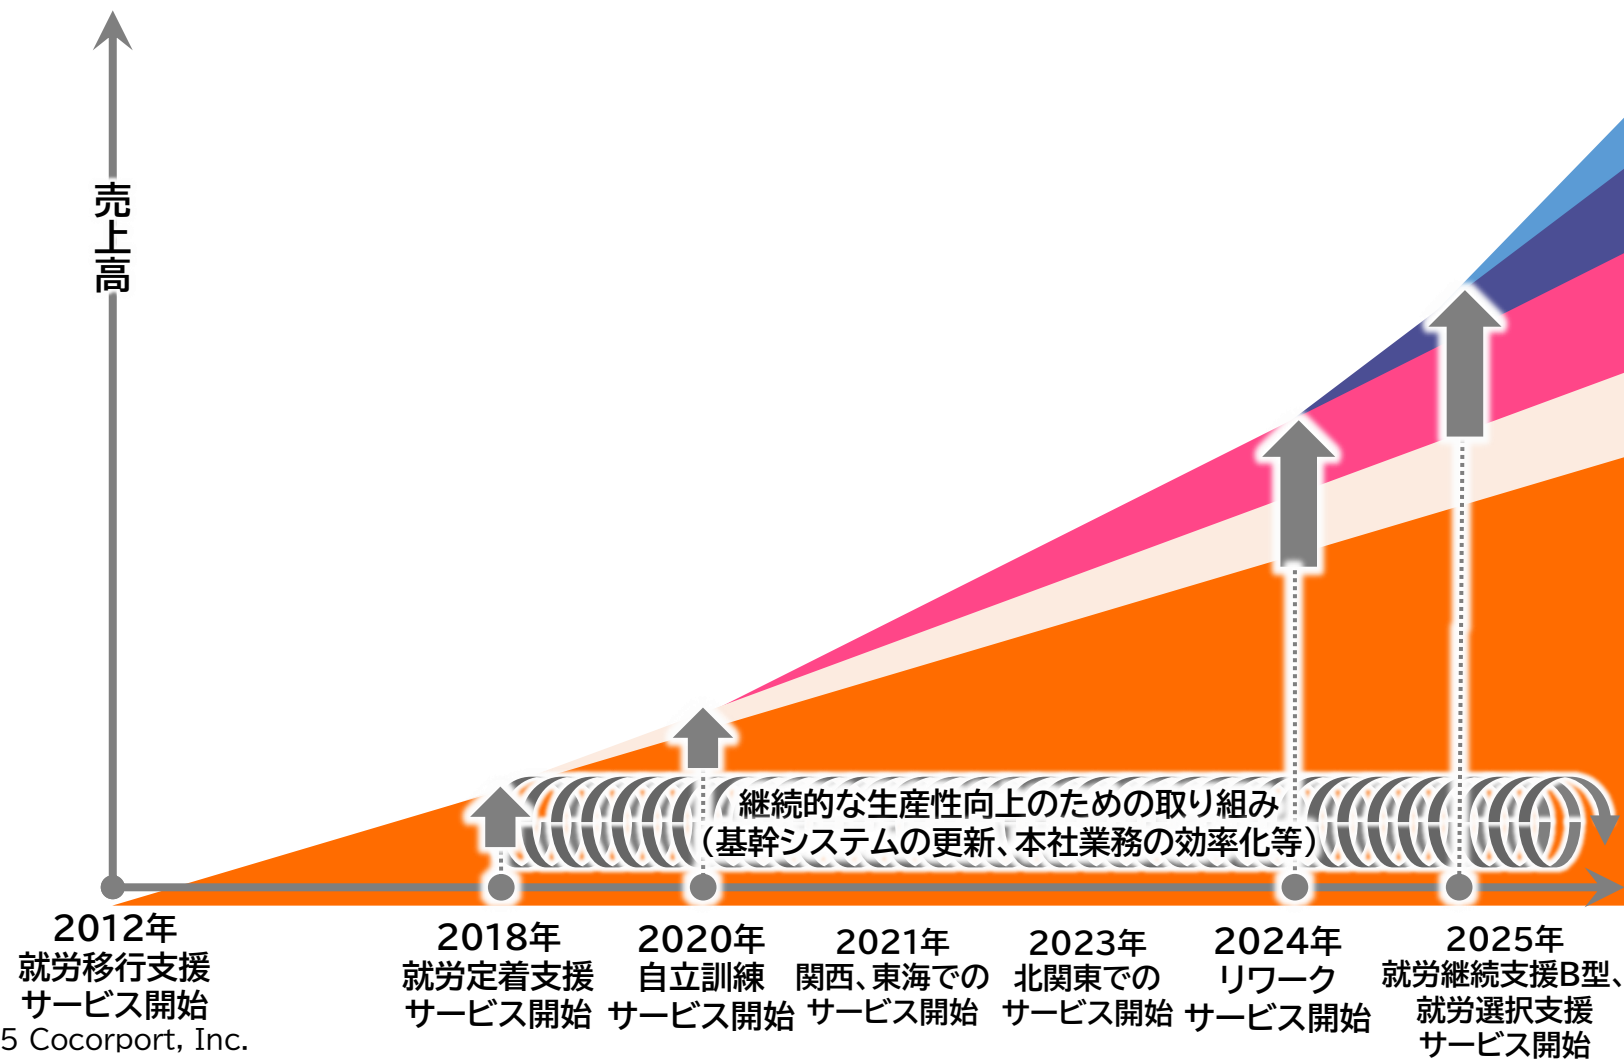 売上高
継続的な生産性向上のための取り組み
（基幹システムの更新、本社業務の効率化等）
2012年
就労移行支援
サービス開始
2018年
就労定着支援
サービス開始
2020年
自立訓練
サービス開始
2021年
関西、東海での
サービス開始
2023年
北関東での
サービス開始
2024年
リワーク
サービス開始
2025年
就労継続支援B型、
就労選択支援
サービス開始
5 Cocorport, Inc.